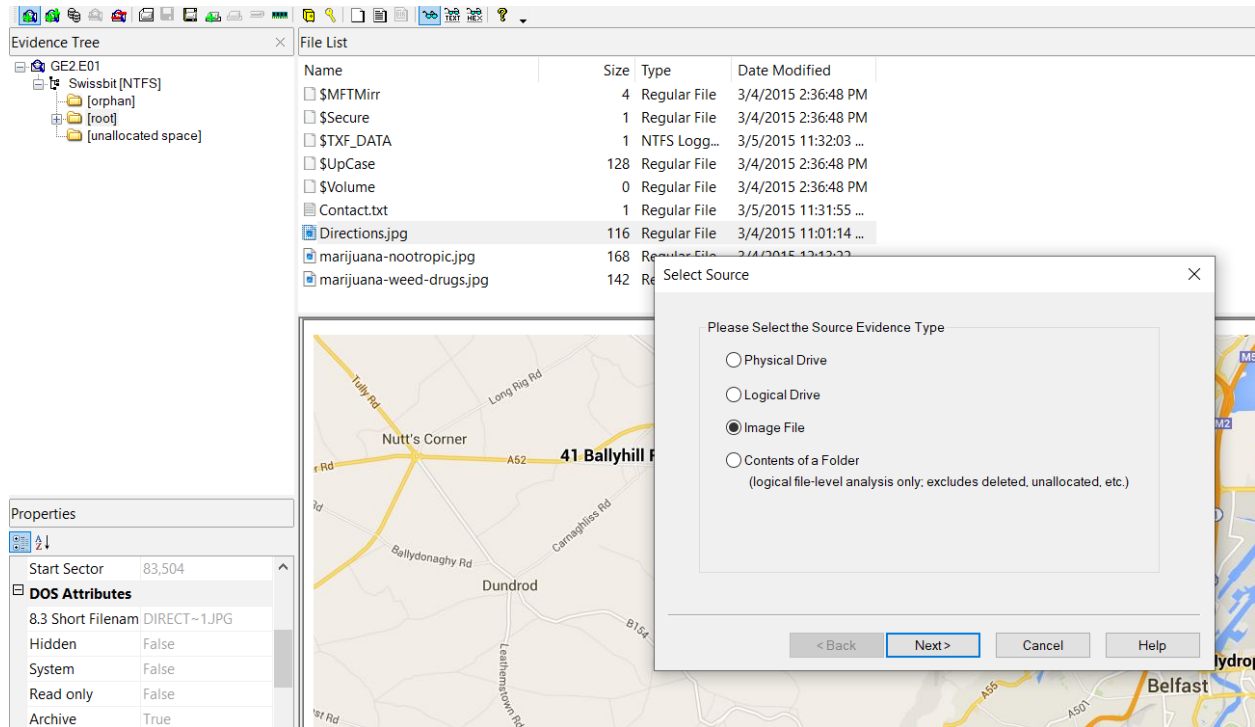 TEXT HEX
Evidence Tree
GE2.E01
Swissbit [NTFS]
[orphan]
[root]
[unallocated space]
File List
Name Size Type Date Modified
$MFTMirr 4 Regular File 3/4/2015 2:36:48 PM
$Secure 1 Regular File 3/4/2015 2:36:48 PM
$TXF_DATA 1 NTFS Logg... 3/5/2015 11:32:03 ...
$UpCase 128 Regular File 3/4/2015 2:36:48 PM
$Volume 0 Regular File 3/4/2015 2:36:48 PM
Contact.txt 1 Regular File 3/5/2015 11:31:55 ...
Directions.jpg 116 Regular File 3/4/2015 11:01:14 ...
marijuana-nootropic.jpg 168
marijuana-weed-drugs.jpg 142
Select Source
Please Select the Source Evidence Type
Physical Drive
Logical Drive
Image File
Contents of a Folder
(logical file-level analysis only; excludes deleted, unallocated, etc.)
< Back Next > Cancel Help
Tully Rd
Long Rig Rd
Nutt's Corner
A52
41 Ballyhill
Rd
Rd
Carnaghliss Rd
Ballydonaghy Rd
Dundrod
B154
Leathemstown Rd
Rd
M2
A55
A501
Belfast
Properties
Start Sector 83,504
DOS Attributes
8.3 Short Filenam DIRECT~1.JPG
Hidden False
System False
Read only False
Archive True